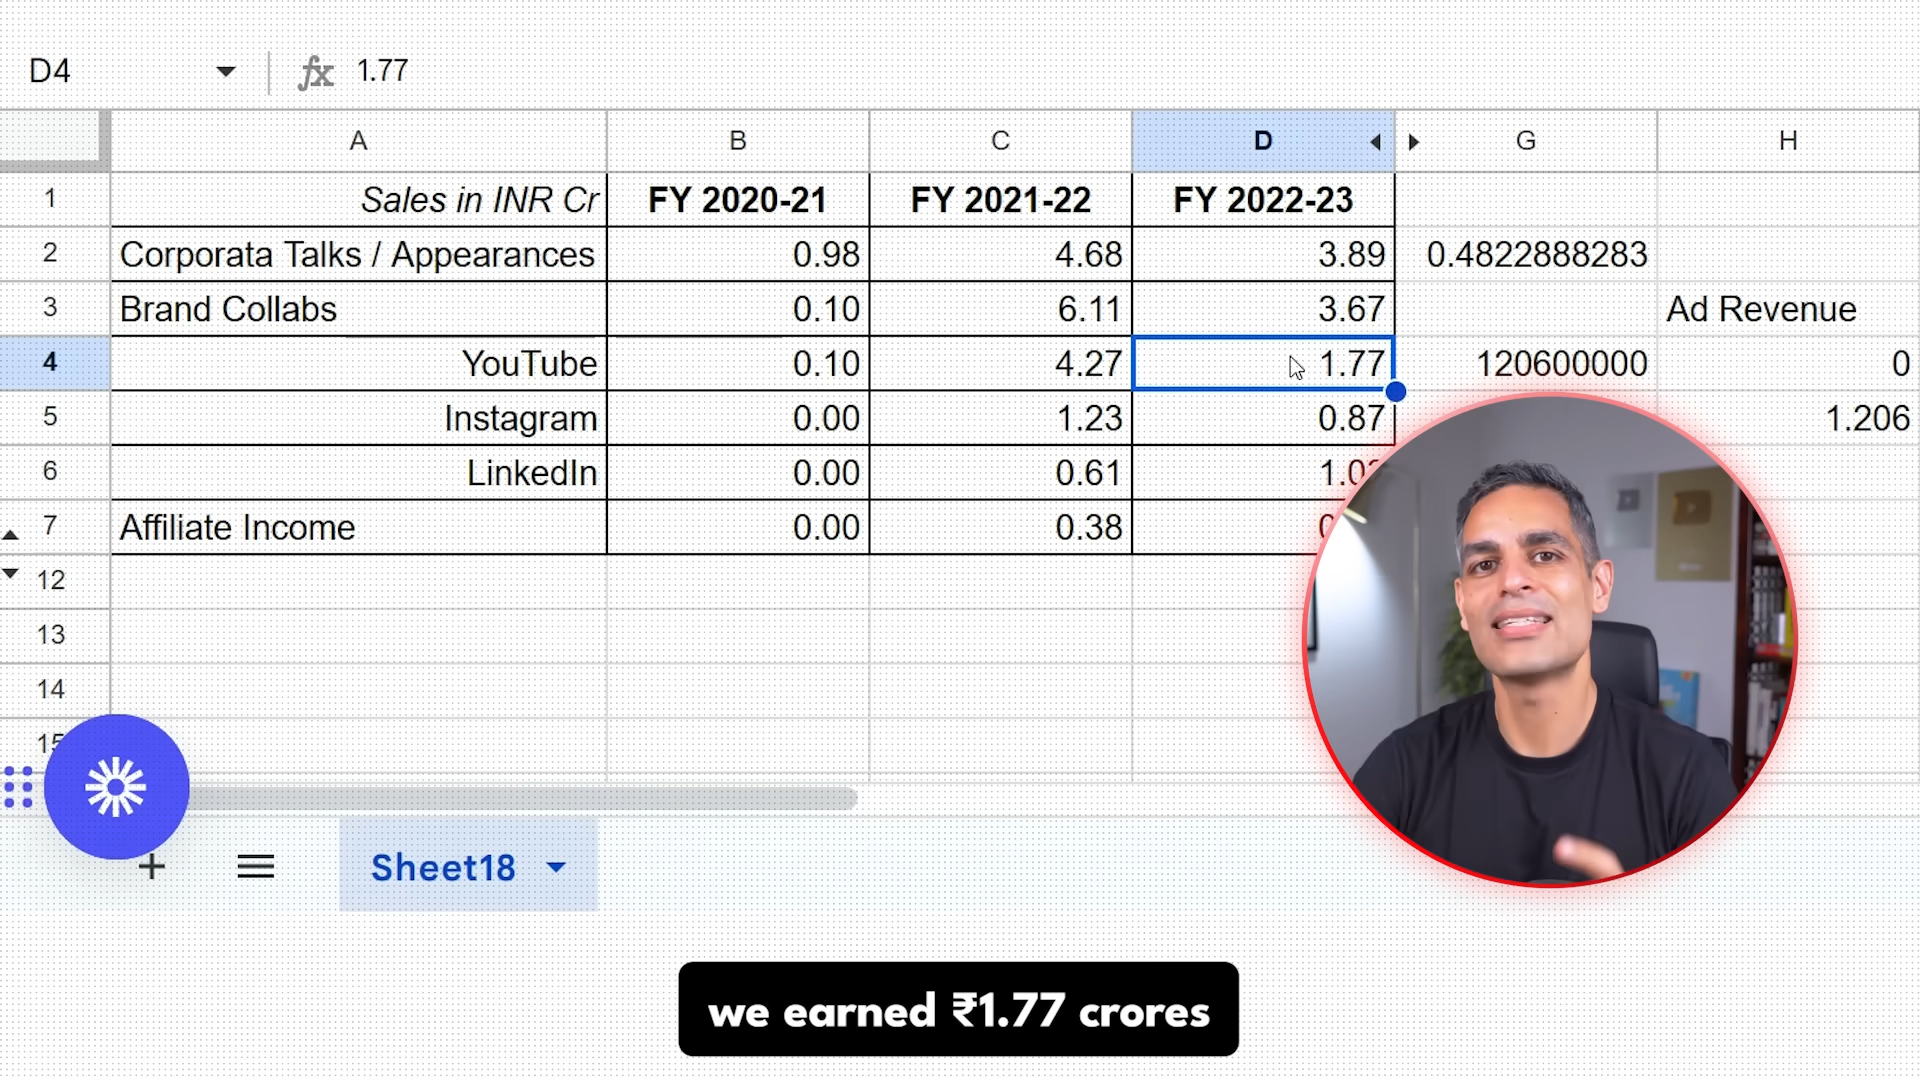 D4 fx 1.77
A B C D G H
1 Sales in INR Cr FY 2020-21 FY 2021-22 FY 2022-23
2 Corporata Talks / Appearances 0.98 4.68 3.89 0.4822888283
3 Brand Collabs 0.10 6.11 3.67 Ad Revenue
4 YouTube 0.10 4.27 1.77 120600000 0
5 Instagram 0.00 1.23 0.87 1.206
6 LinkedIn 0.00 0.61
7 Affiliate Income 0.00 0.38
12
13
14
15
+ Sheet18
we earned ₹1.77 crores